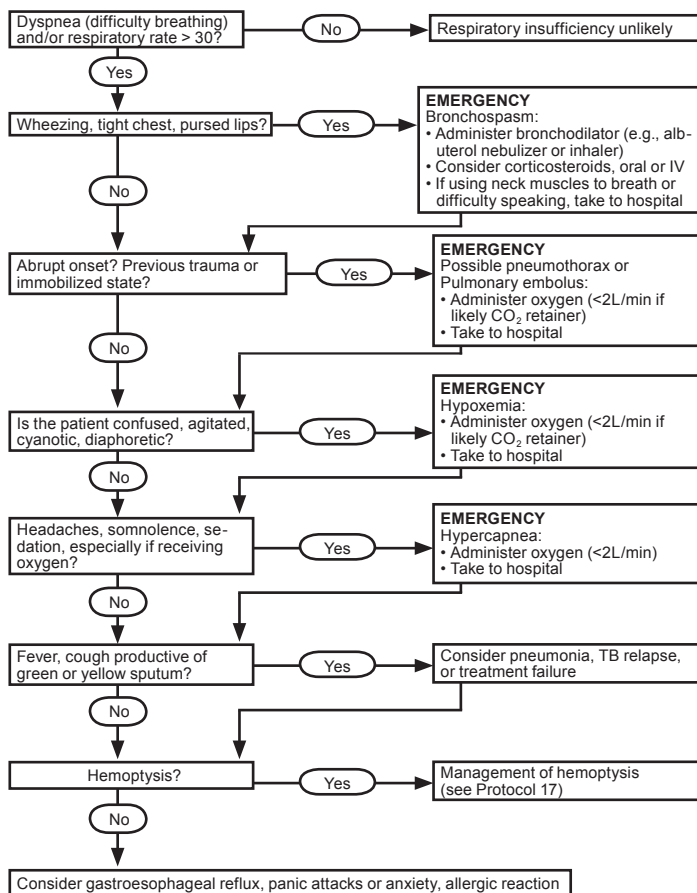 Dyspnea (difficulty breathing)
and/or respiratory rate > 30?
No
Respiratory insufficiency unlikely
Yes
Wheezing, tight chest, pursed lips?
Yes
EMERGENCY
Bronchospasm:
• Administer bronchodilator (e.g., alb-
uterol nebulizer or inhaler)
• Consider corticosteroids, oral or IV
• If using neck muscles to breath or
difficulty speaking, take to hospital
No
Abrupt onset? Previous trauma or
immobilized state?
Yes
EMERGENCY
Possible pneumothorax or
Pulmonary embolus:
• Administer oxygen (<2L/min if
likely CO₂ retainer)
• Take to hospital
No
Is the patient confused, agitated,
cyanotic, diaphoretic?
Yes
EMERGENCY
Hypoxemia:
• Administer oxygen (<2L/min if
likely CO₂ retainer)
• Take to hospital
No
Headaches, somnolence, se-
dation, especially if receiving
oxygen?
Yes
EMERGENCY
Hypercapnea:
• Administer oxygen (<2L/min)
• Take to hospital
No
Fever, cough productive of
green or yellow sputum?
Yes
Consider pneumonia, TB relapse,
or treatment failure
No
Hemoptysis?
Yes
Management of hemoptysis
(see Protocol 17)
No
Consider gastroesophageal reflux, panic attacks or anxiety, allergic reaction